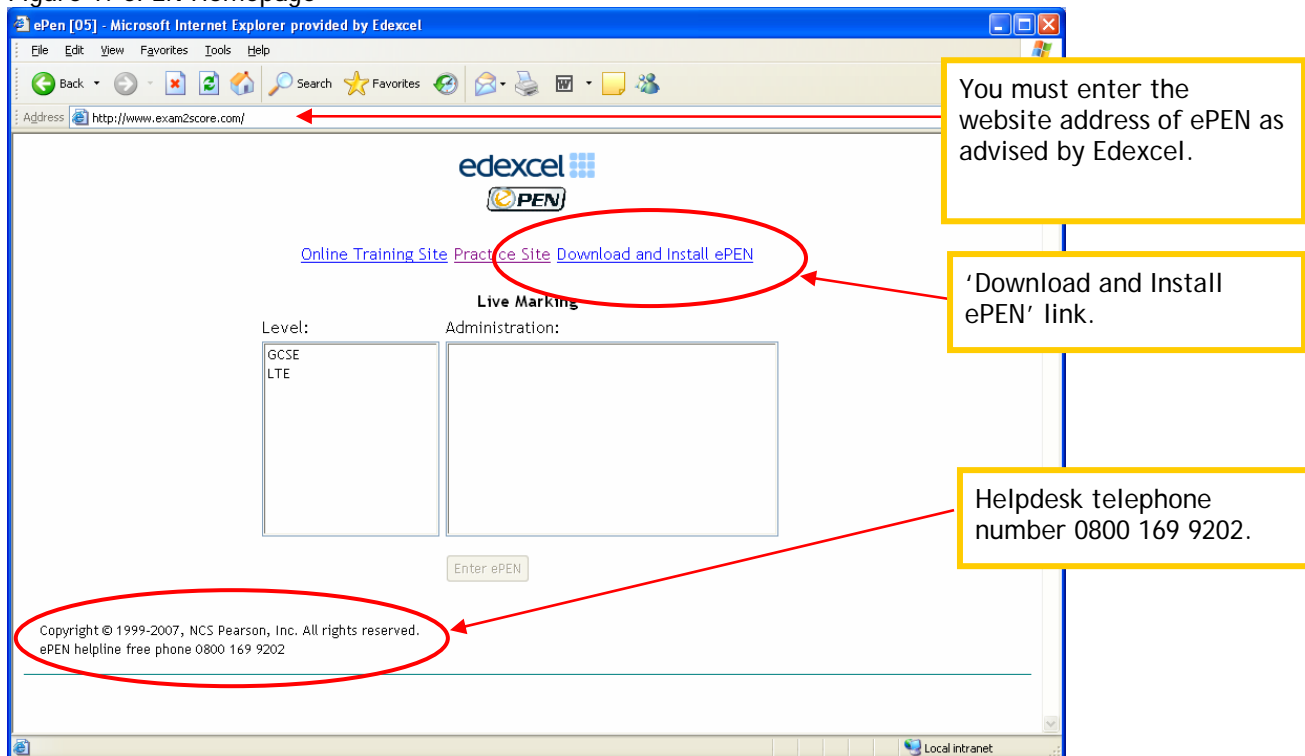 ePen [05] - Microsoft Internet Explorer provided by Edexcel
File Edit View Favorites Tools Help
Back Search Favorites
Address http://www.exam2score.com/
You must enter the
website address of ePEN as
advised by Edexcel.
edexcel
ePEN
Online Training Site Practice Site Download and Install ePEN
'Download and Install
ePEN' link.
Live Marking
Level: Administration:
GCSE
LTE
Helpdesk telephone
number 0800 169 9202.
Enter ePEN
Copyright © 1999-2007, NCS Pearson, Inc. All rights reserved.
ePEN helpline free phone 0800 169 9202
Local intranet